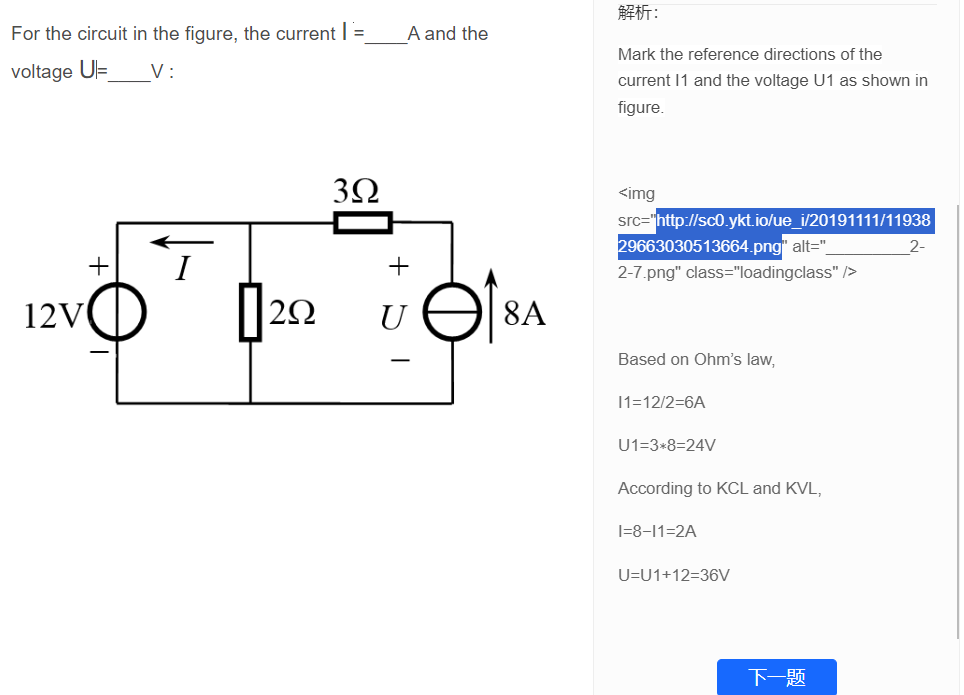 For the circuit in the figure, the current I =____A and the
voltage U=____V :
3Ω
I
+
12V
—
2Ω
+
U
—
8A
解析：
Mark the reference directions of the
current I1 and the voltage U1 as shown in
figure.
<img
src="http://sc0.ykt.io/ue_i/20191111/11938
29663030513664.png" alt="_________2-
2-7.png" class="loadingclass" />
Based on Ohm’s law,
I1=12/2=6A
U1=3*8=24V
According to KCL and KVL,
I=8−I1=2A
U=U1+12=36V
下一题